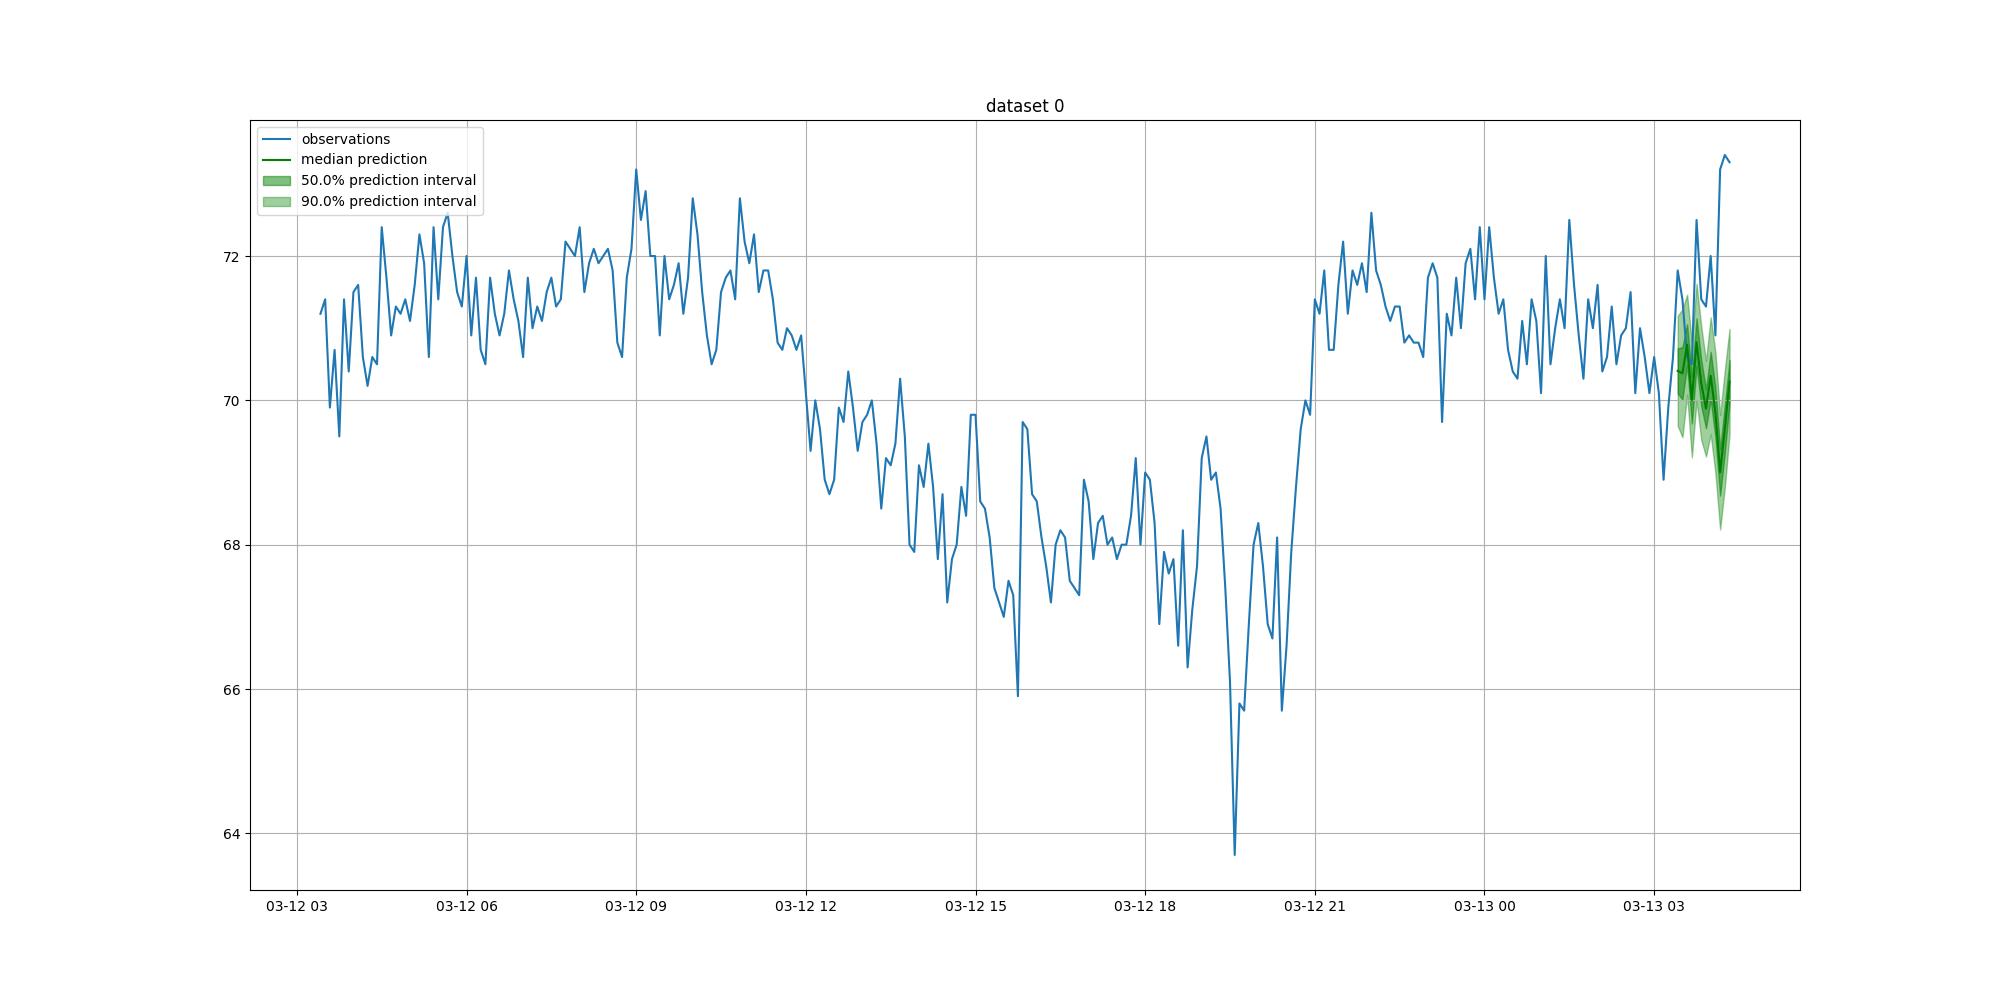 dataset 0
observations
median prediction
50.0% prediction interval
90.0% prediction interval
72
70
68
66
64
03-12 03 03-12 06 03-12 09 03-12 12 03-12 15 03-12 18 03-12 21 03-13 00 03-13 03